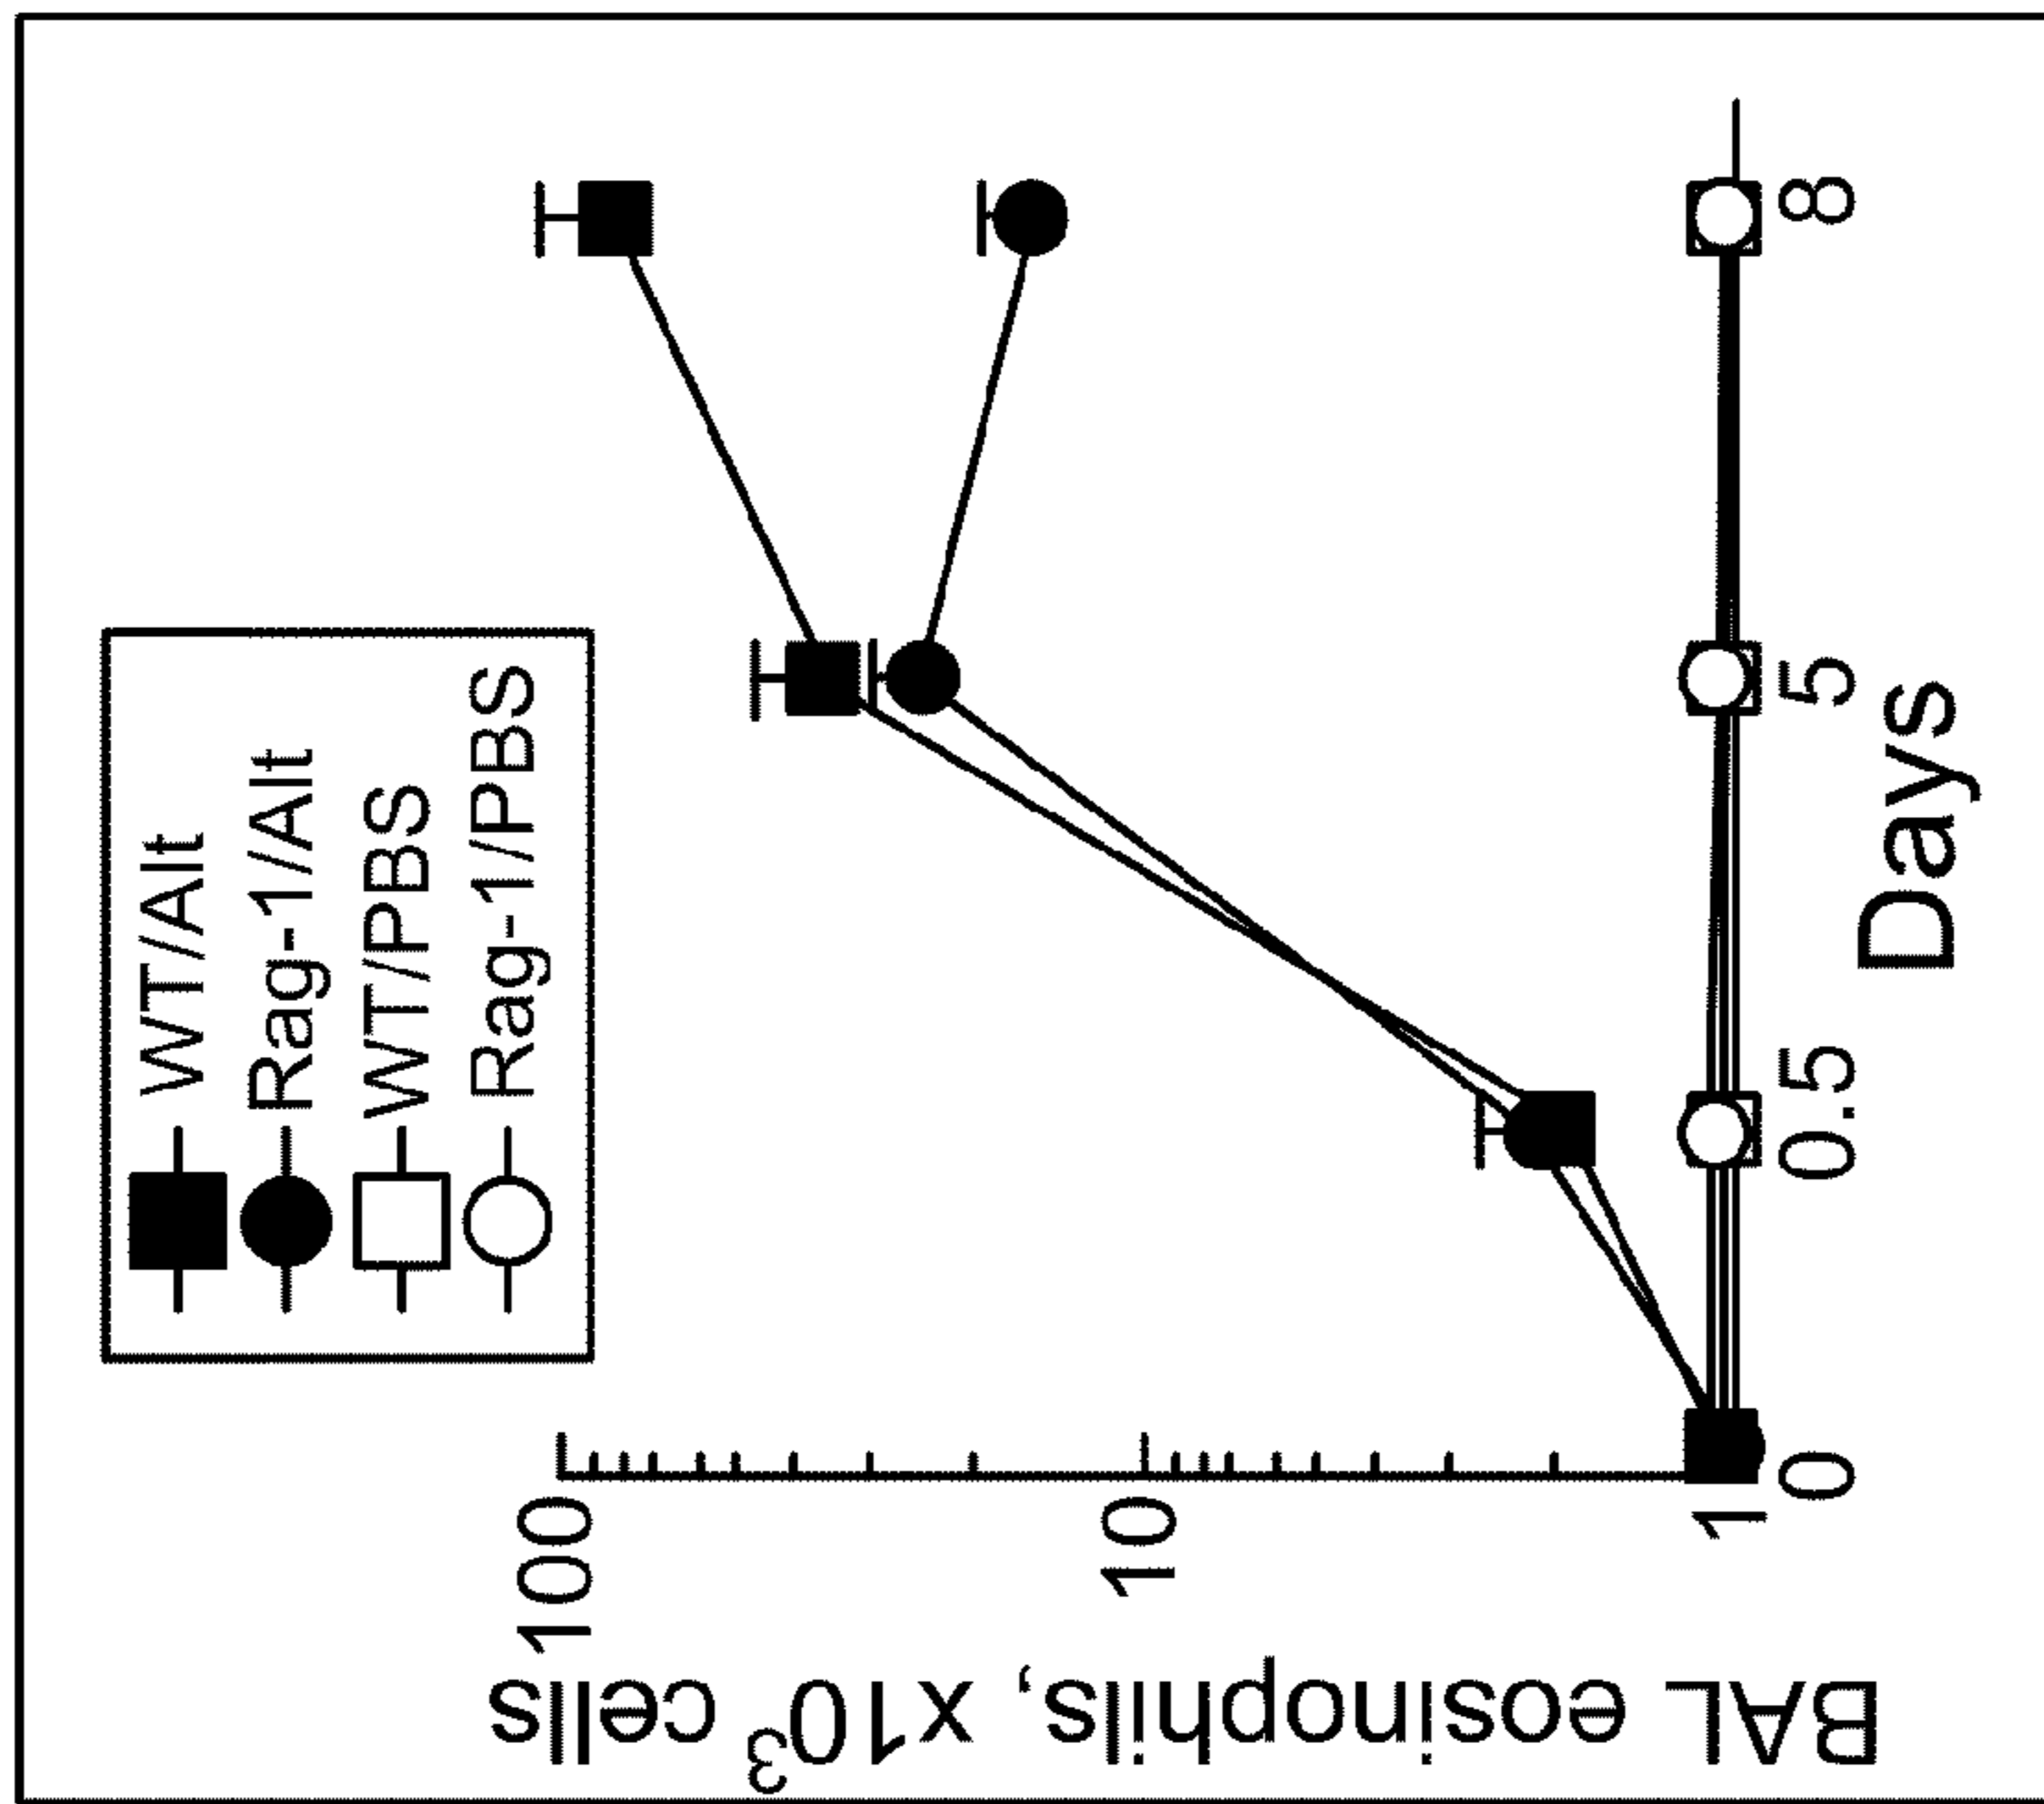 WT/Alt
Rag-1/Alt
WT/PBS
Rag-1/PBS
100
10
1
BAL eosinophils, x10³ cells
0
0.5
5
8
Days